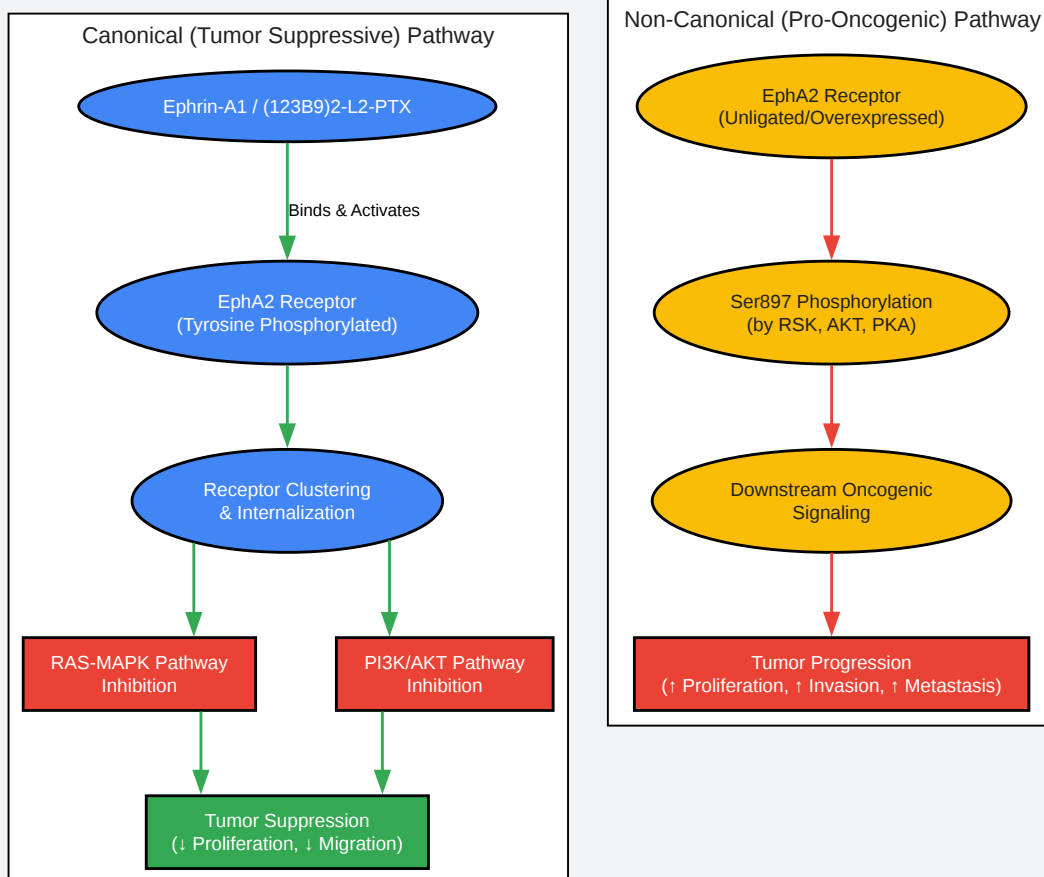 Canonical (Tumor Suppressive) Pathway
Ephrin-A1 / (123B9)2-L2-PTX
Binds & Activates
EphA2 Receptor
(Tyrosine Phosphorylated)
Receptor Clustering
& Internalization
RAS-MAPK Pathway
Inhibition
PI3K/AKT Pathway
Inhibition
Tumor Suppression
(↓ Proliferation, ↓ Migration)
Non-Canonical (Pro-Oncogenic) Pathway
EphA2 Receptor
(Unligated/Overexpressed)
Ser897 Phosphorylation
(by RSK, AKT, PKA)
Downstream Oncogenic
Signaling
Tumor Progression
(↑ Proliferation, ↑ Invasion, ↑ Metastasis)